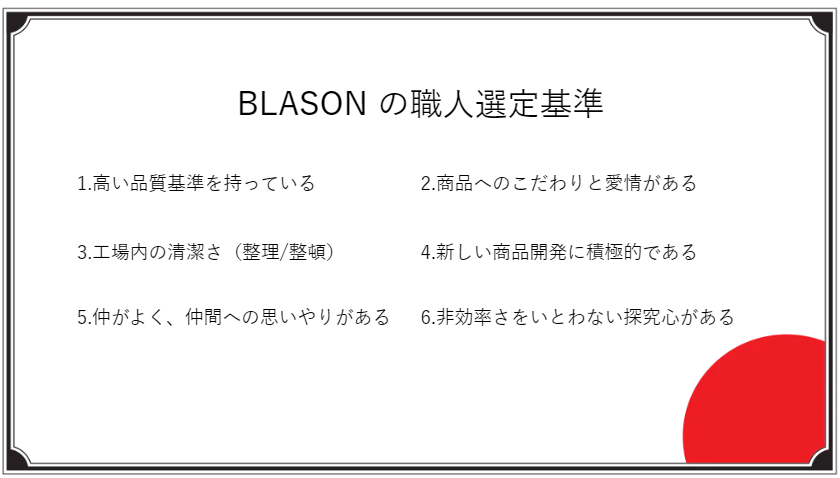 BLASON の職人選定基準
1.高い品質基準を持っている
2.商品へのこだわりと愛情がある
3.工場内の清潔さ（整理/整頓）
4.新しい商品開発に積極的である
5.仲がよく、仲間への思いやりがある
6.非効率さをいとわない探究心がある